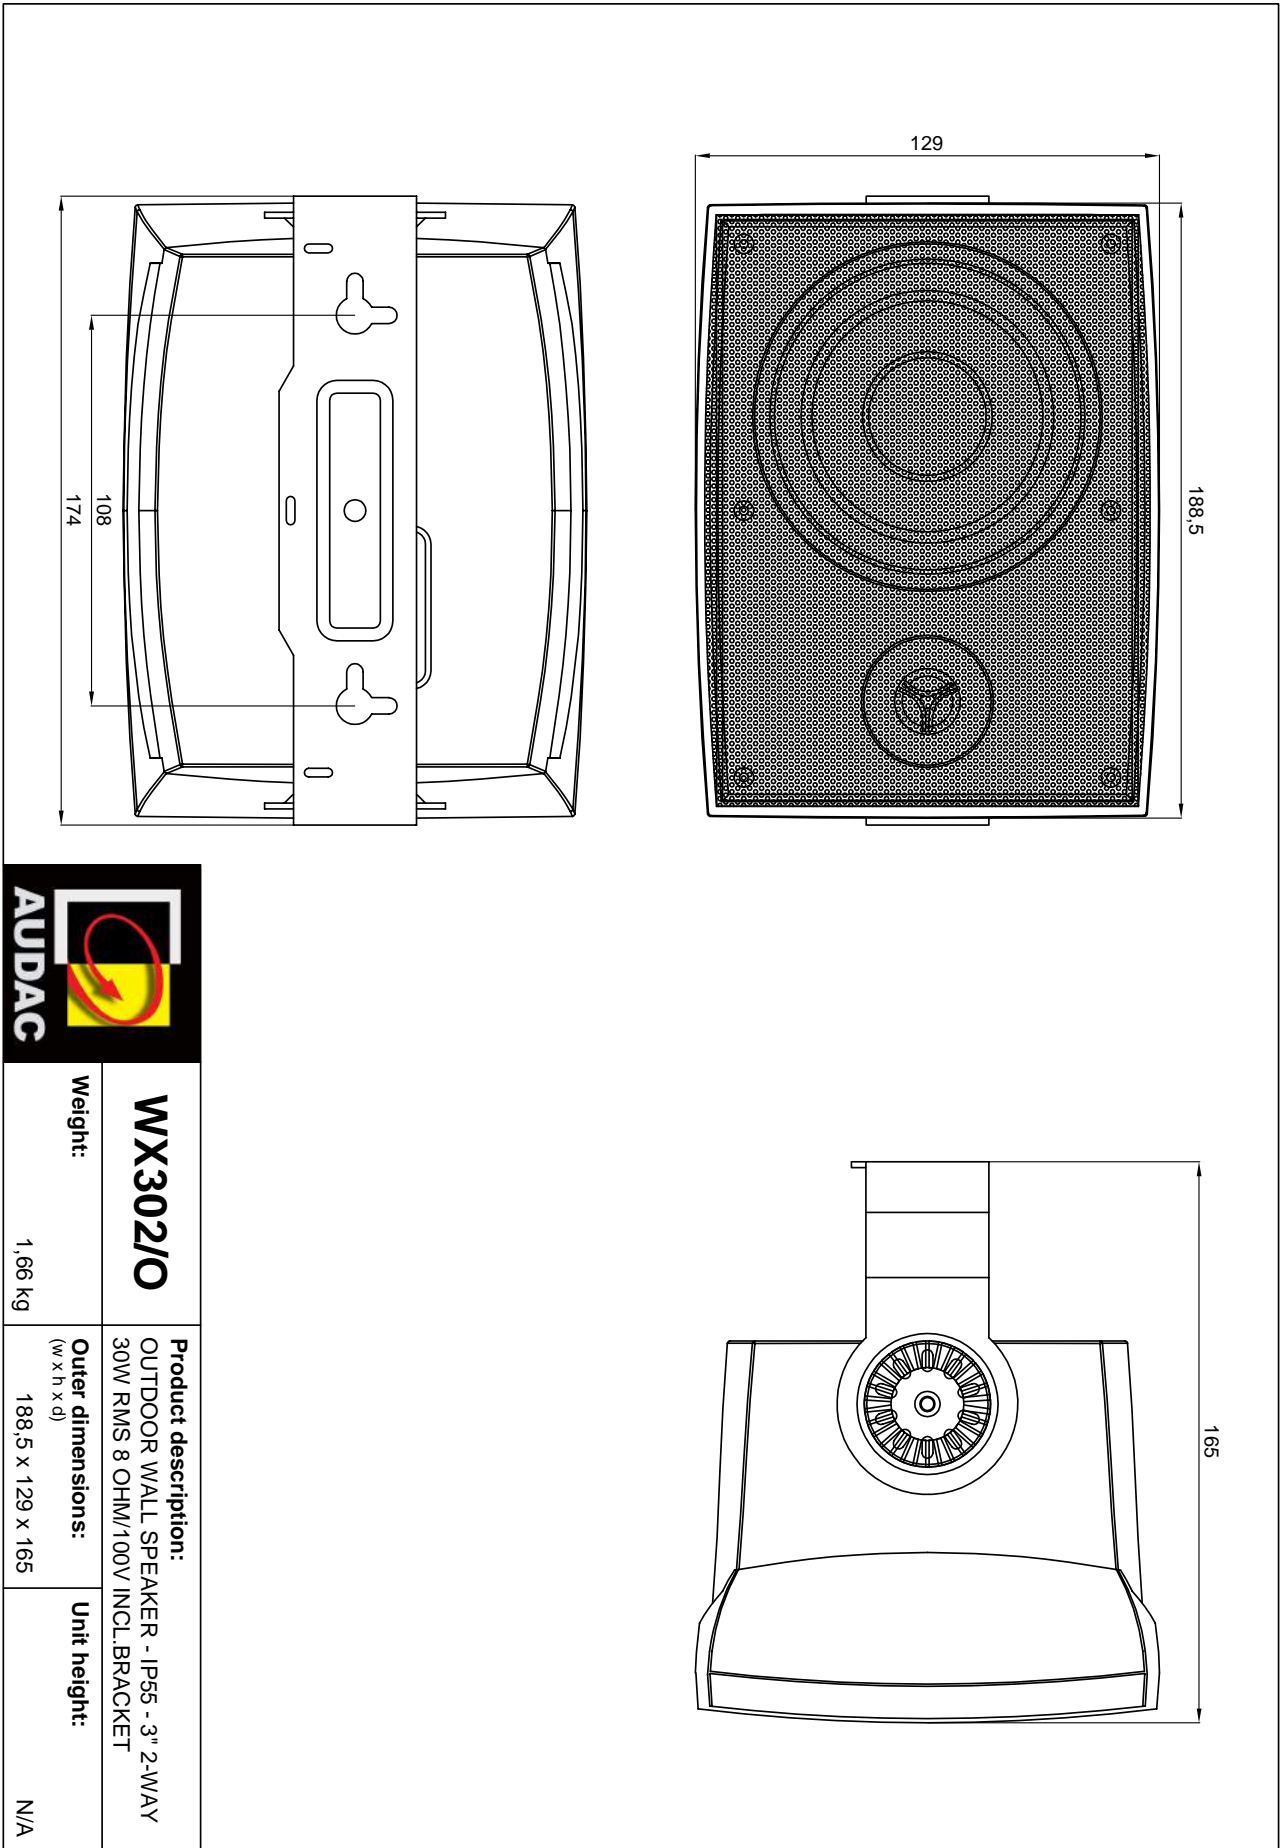 129
188,5
108
174
165
AUDAC
WX302/O
Product description:
OUTDOOR WALL SPEAKER - IP55 - 3" 2-WAY
30W RMS 8 OHM/100V INCL.BRACKET
Weight:
1,66 kg
Outer dimensions:
(w x h x d)
188,5 x 129 x 165
Unit height:
N/A